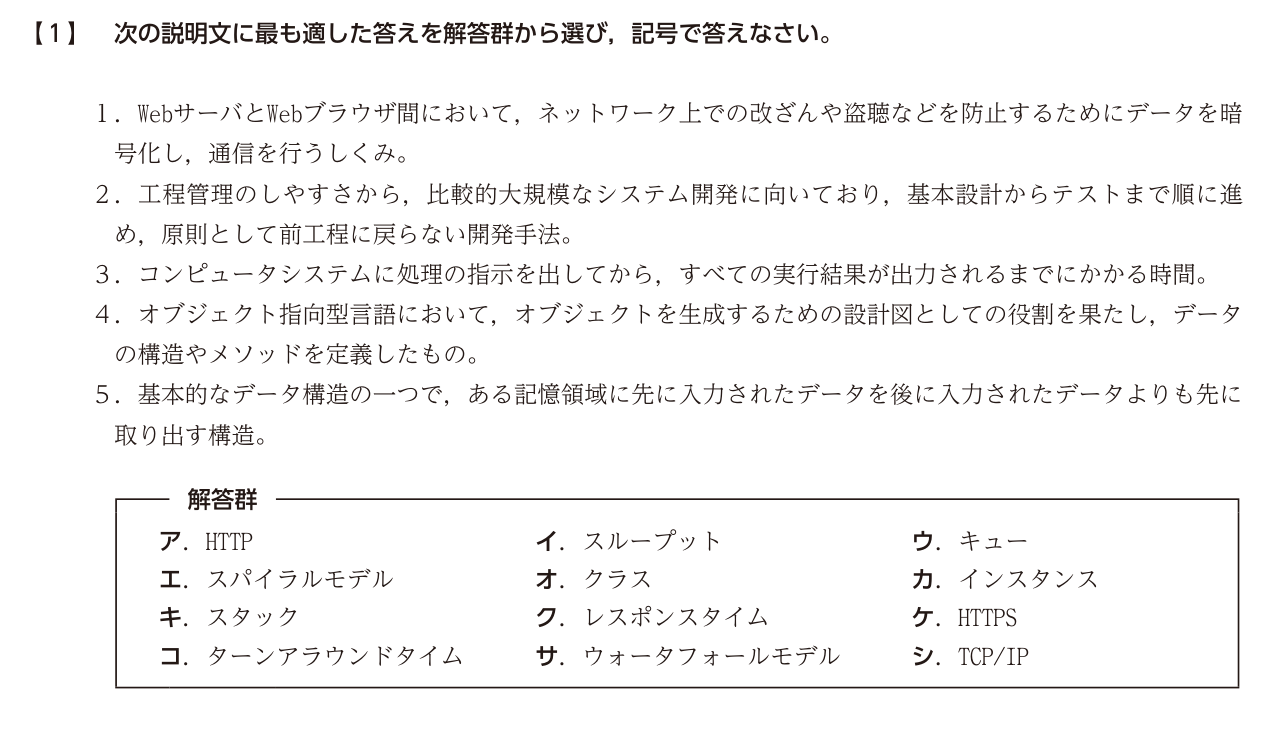 【１】　次の説明文に最も適した答えを解答群から選び，記号で答えなさい。
１．WebサーバとWebブラウザ間において，ネットワーク上での改ざんや盗聴などを防止するためにデータを暗
号化し，通信を行うしくみ。
２．工程管理のしやすさから，比較的大規模なシステム開発に向いており，基本設計からテストまで順に進
め，原則として前工程に戻らない開発手法。
３．コンピュータシステムに処理の指示を出してから，すべての実行結果が出力されるまでにかかる時間。
４．オブジェクト指向型言語において，オブジェクトを生成するための設計図としての役割を果たし，データ
の構造やメソッドを定義したもの。
５．基本的なデータ構造の一つで，ある記憶領域に先に入力されたデータを後に入力されたデータよりも先に
取り出す構造。
解答群
ア．HTTP　イ．スループット　ウ．キュー
エ．スパイラルモデル　オ．クラス　カ．インスタンス
キ．スタック　ク．レスポンスタイム　ケ．HTTPS
コ．ターンアラウンドタイム　サ．ウォータフォールモデル　シ．TCP/IP